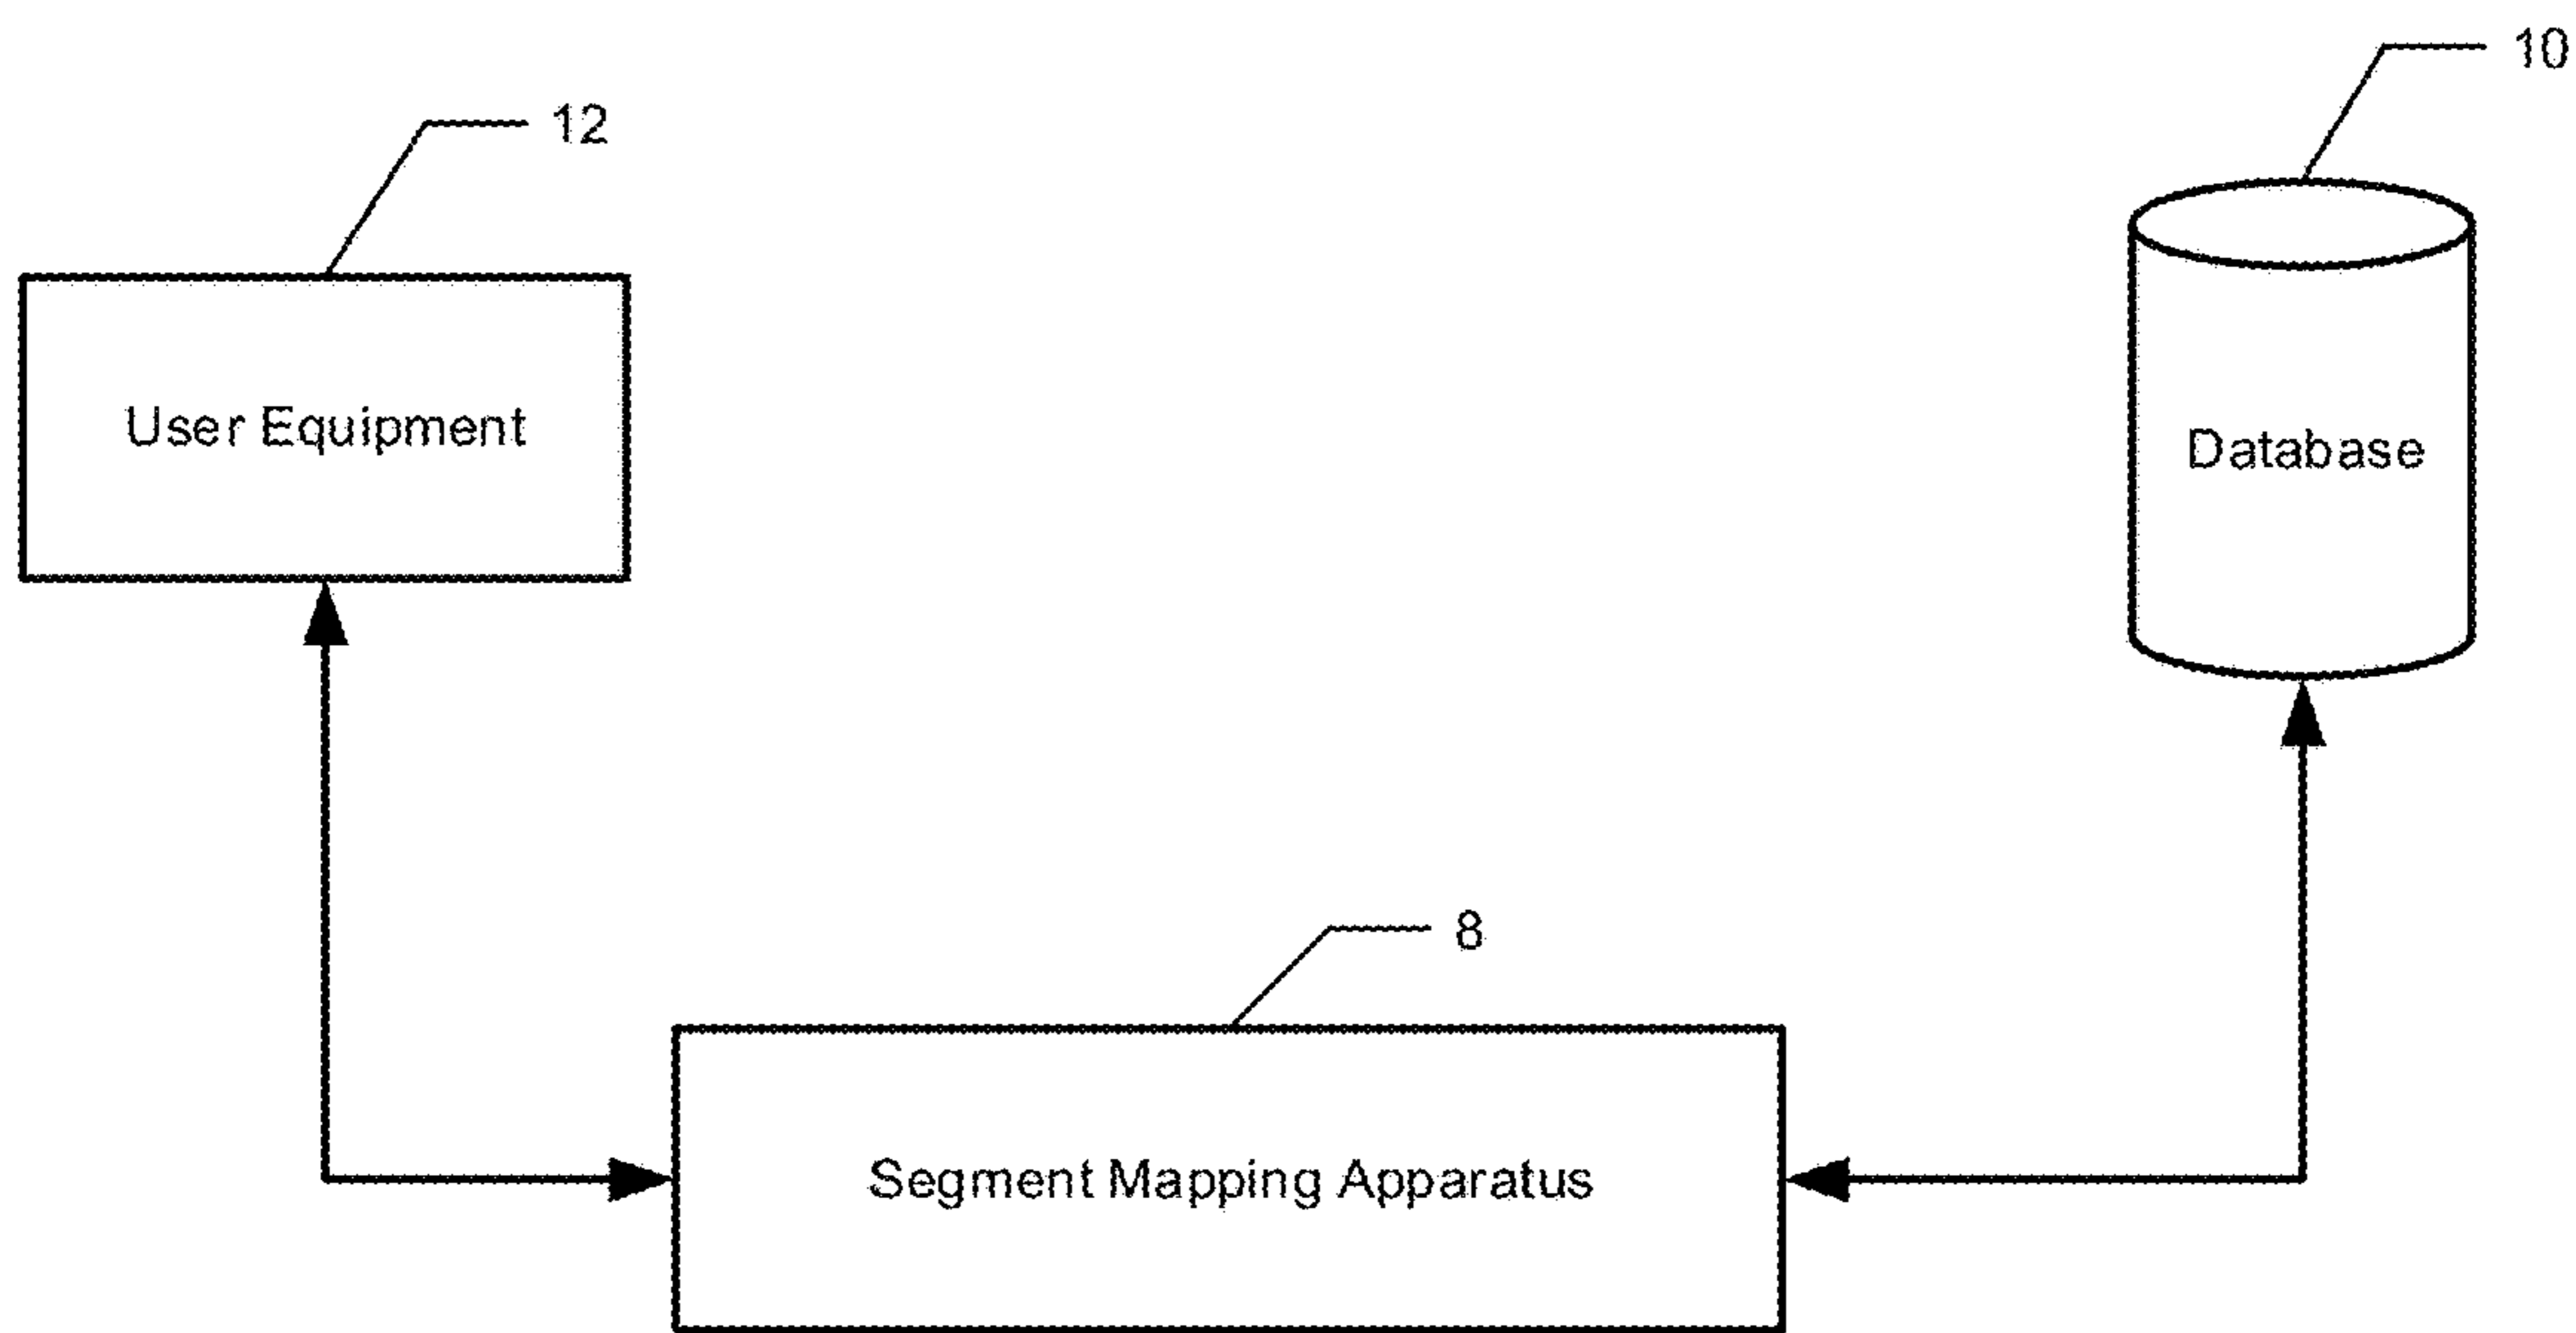 10
12
User Equipment
Database
8
Segment Mapping Apparatus